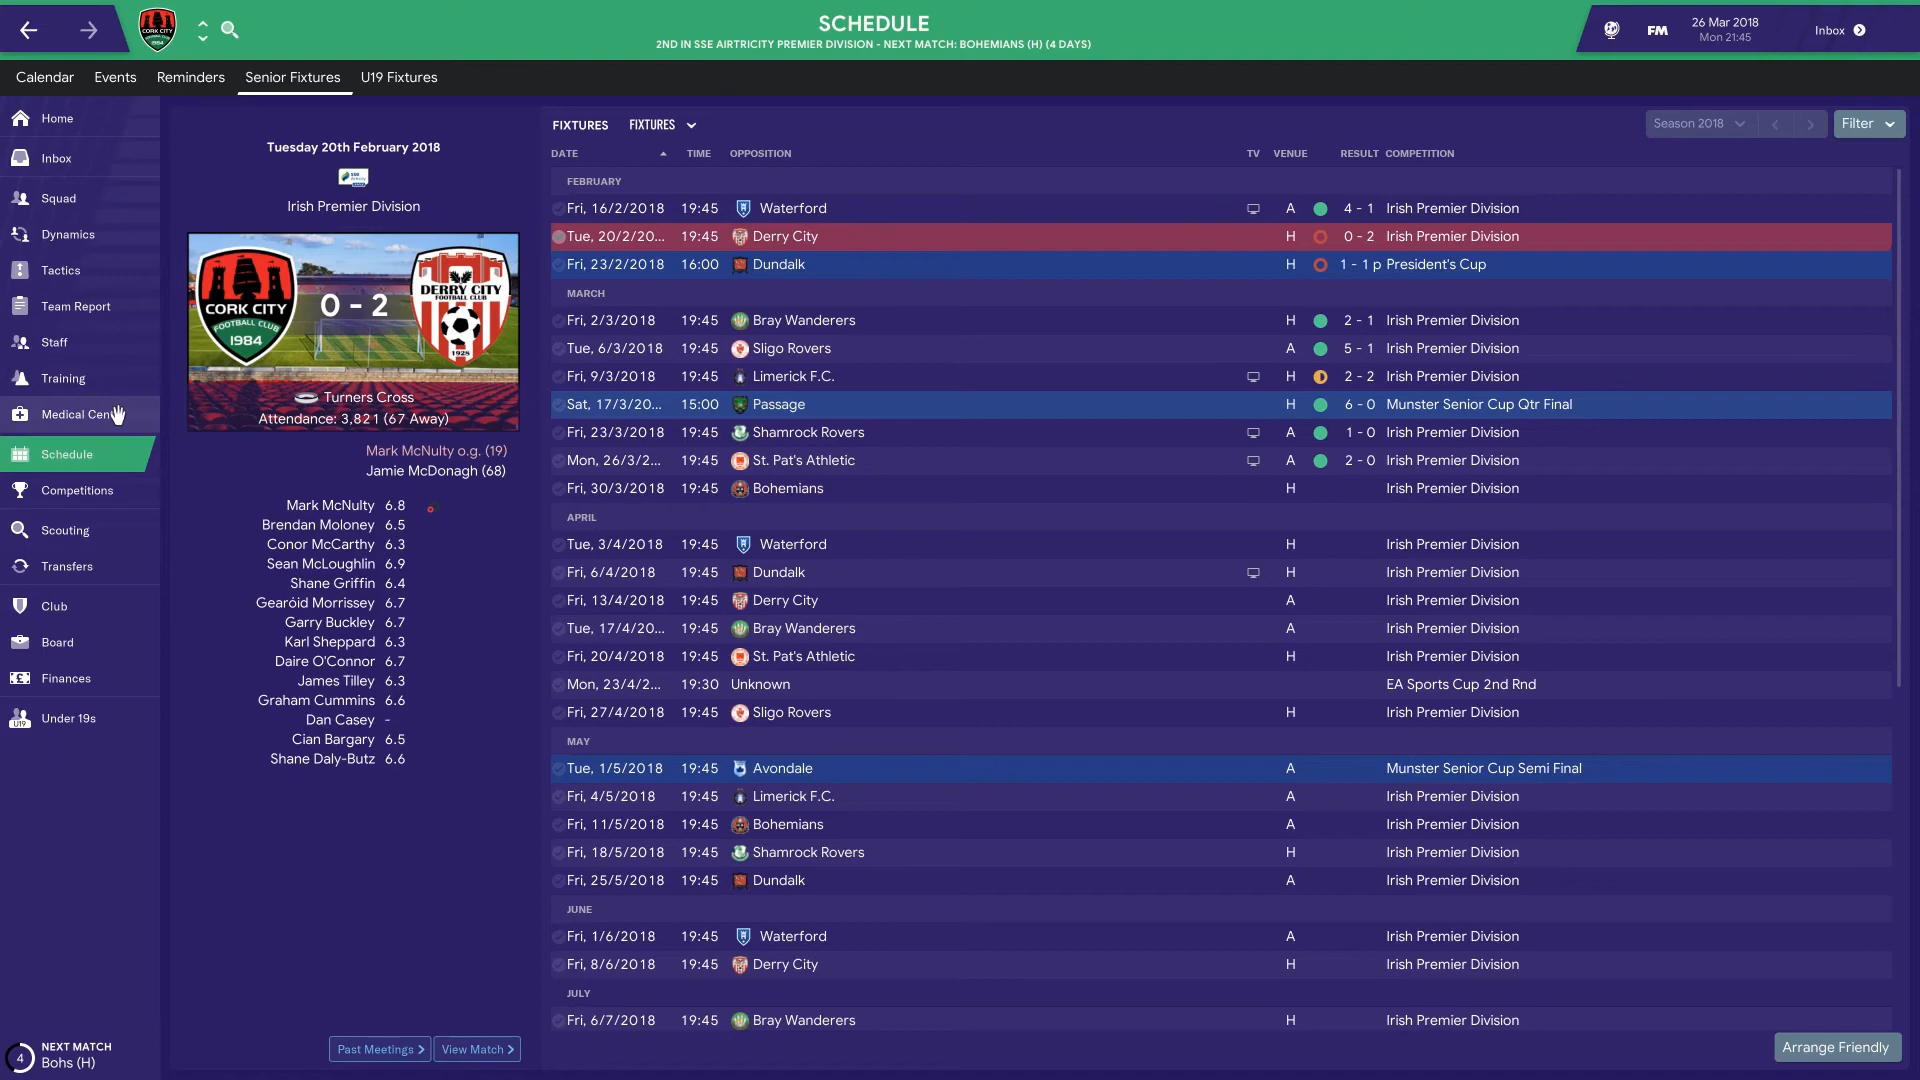 SCHEDULE
2ND IN SSE AIRTRICITY PREMIER DIVISION - NEXT MATCH: BOHEMIANS (H) (4 DAYS)
CORK CITY
FM
26 Mar 2018
Mon 21:45
Inbox
Calendar Events Reminders Senior Fixtures U19 Fixtures
Home
Inbox
Squad
Dynamics
Tactics
Team Report
Staff
Training
Medical Cen
Schedule
Competitions
Scouting
Transfers
Club
Board
Finances
U19 Under 19s
4 NEXT MATCH
Bohs (H)
Tuesday 20th February 2018
Irish Premier Division
CORK CITY
FOOTBALL CLUB
1984
0 - 2
DERRY CITY
FOOTBALL CLUB
1928
Turners Cross
Attendance: 3,821 (67 Away)
Mark McNulty o.g. (19)
Jamie McDonagh (68)
Mark McNulty 6.8
Brendan Moloney 6.5
Conor McCarthy 6.3
Sean McLoughlin 6.9
Shane Griffin 6.4
Gearóid Morrissey 6.7
Garry Buckley 6.7
Karl Sheppard 6.3
Daire O'Connor 6.7
James Tilley 6.3
Graham Cummins 6.6
Dan Casey -
Cian Bargary 6.5
Shane Daly-Butz 6.6
Past Meetings View Match
FIXTURES FIXTURES Season 2018 Filter
DATE TIME OPPOSITION TV VENUE RESULT COMPETITION
FEBRUARY
Fri, 16/2/2018 19:45 Waterford A 4 - 1 Irish Premier Division
Tue, 20/2/20... 19:45 Derry City H 0 - 2 Irish Premier Division
Fri, 23/2/2018 16:00 Dundalk H 1 - 1 p President's Cup
MARCH
Fri, 2/3/2018 19:45 Bray Wanderers H 2 - 1 Irish Premier Division
Tue, 6/3/2018 19:45 Sligo Rovers A 5 - 1 Irish Premier Division
Fri, 9/3/2018 19:45 Limerick F.C. H 2 - 2 Irish Premier Division
Sat, 17/3/20... 15:00 Passage H 6 - 0 Munster Senior Cup Qtr Final
Fri, 23/3/2018 19:45 Shamrock Rovers A 1 - 0 Irish Premier Division
Mon, 26/3/2... 19:45 St. Pat's Athletic A 2 - 0 Irish Premier Division
Fri, 30/3/2018 19:45 Bohemians H Irish Premier Division
APRIL
Tue, 3/4/2018 19:45 Waterford H Irish Premier Division
Fri, 6/4/2018 19:45 Dundalk H Irish Premier Division
Fri, 13/4/2018 19:45 Derry City A Irish Premier Division
Tue, 17/4/20... 19:45 Bray Wanderers A Irish Premier Division
Fri, 20/4/2018 19:45 St. Pat's Athletic H Irish Premier Division
Mon, 23/4/2... 19:30 Unknown EA Sports Cup 2nd Rnd
Fri, 27/4/2018 19:45 Sligo Rovers H Irish Premier Division
MAY
Tue, 1/5/2018 19:45 Avondale A Munster Senior Cup Semi Final
Fri, 4/5/2018 19:45 Limerick F.C. A Irish Premier Division
Fri, 11/5/2018 19:45 Bohemians A Irish Premier Division
Fri, 18/5/2018 19:45 Shamrock Rovers H Irish Premier Division
Fri, 25/5/2018 19:45 Dundalk A Irish Premier Division
JUNE
Fri, 1/6/2018 19:45 Waterford A Irish Premier Division
Fri, 8/6/2018 19:45 Derry City H Irish Premier Division
JULY
Fri, 6/7/2018 19:45 Bray Wanderers H Irish Premier Division
Arrange Friendly